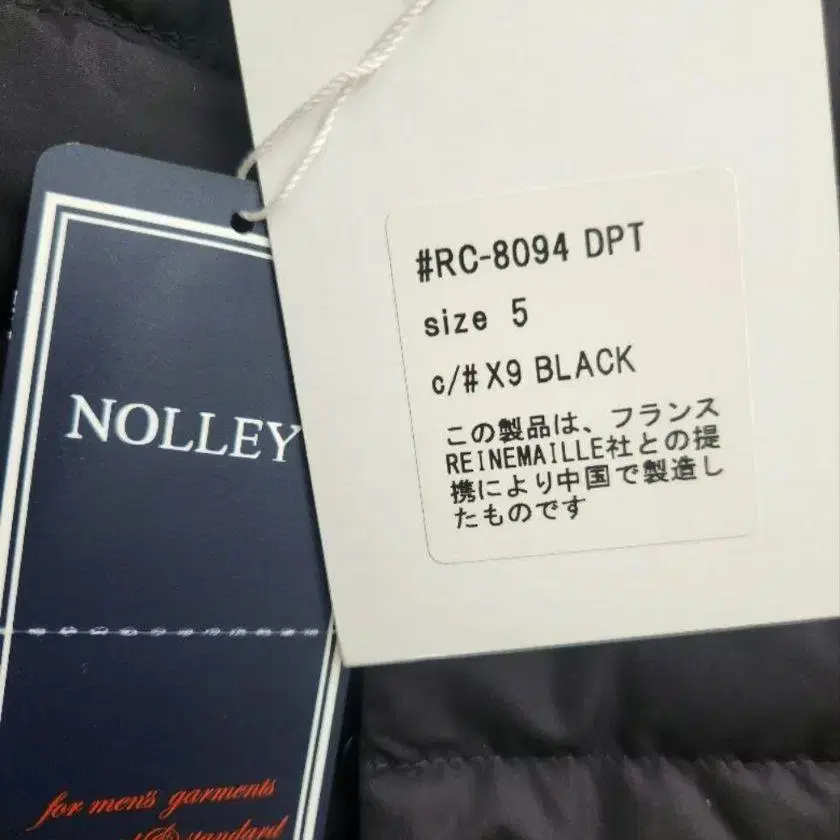 #RC-8094 DPT
size 5
c/# X9 BLACK
この製品は、フランス
REINEMAILLE社との提
携により中国で製造し
たものです
NOLLEY
for men's garments
& standard